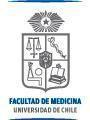 FACULTAD DE MEDICINA
UNIVERSIDAD DE CHILE